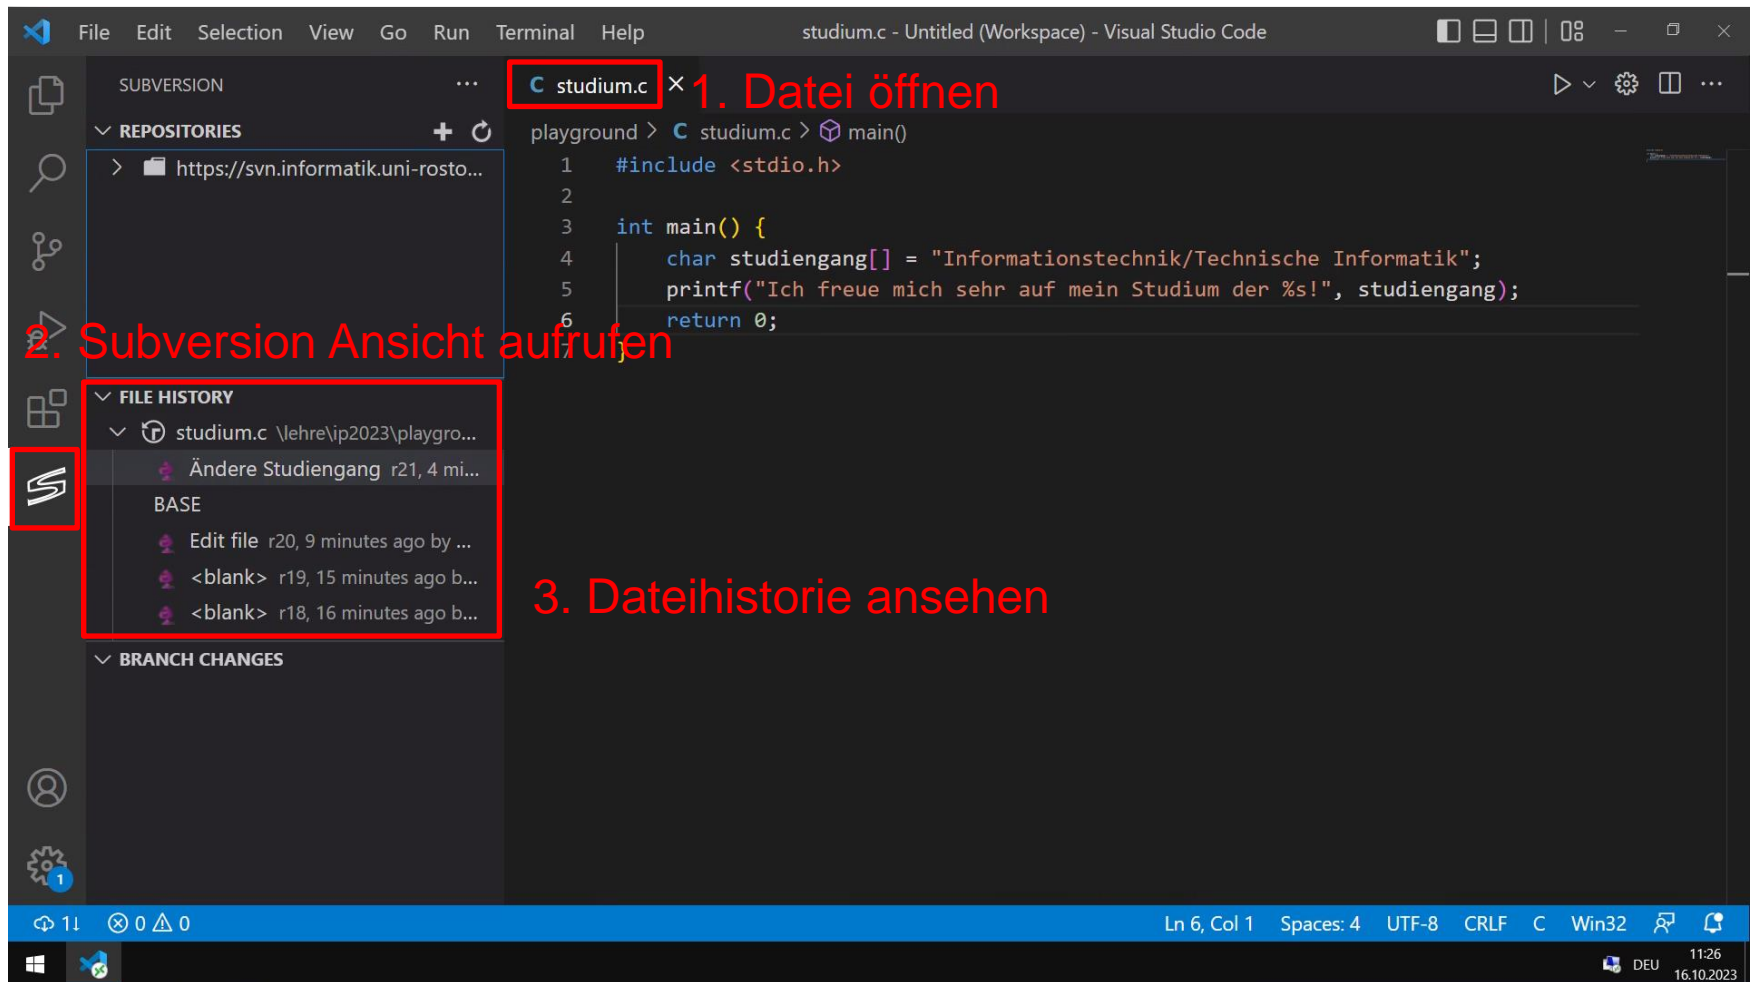 File Edit Selection View Go Run Terminal Help studium.c - Untitled (Workspace) - Visual Studio Code
SUBVERSION ···
C studium.c ×
1. Datei öffnen
REPOSITORIES
https://svn.informatik.uni-rosto...
playground > C studium.c > main()
1 #include <stdio.h>
2
3 int main() {
4 char studiengang[] = "Informationstechnik/Technische Informatik";
5 printf("Ich freue mich sehr auf mein Studium der %s!", studiengang);
6 return 0;
7 }
2. Subversion Ansicht aufrufen
FILE HISTORY
studium.c \lehre\ip2023\playgro...
Ändere Studiengang r21, 4 mi...
BASE
Edit file r20, 9 minutes ago by ...
<blank> r19, 15 minutes ago b...
<blank> r18, 16 minutes ago b...
3. Dateihistorie ansehen
BRANCH CHANGES
1
1↓ 0 0 Ln 6, Col 1 Spaces: 4 UTF-8 CRLF C Win32
DEU 11:26
16.10.2023